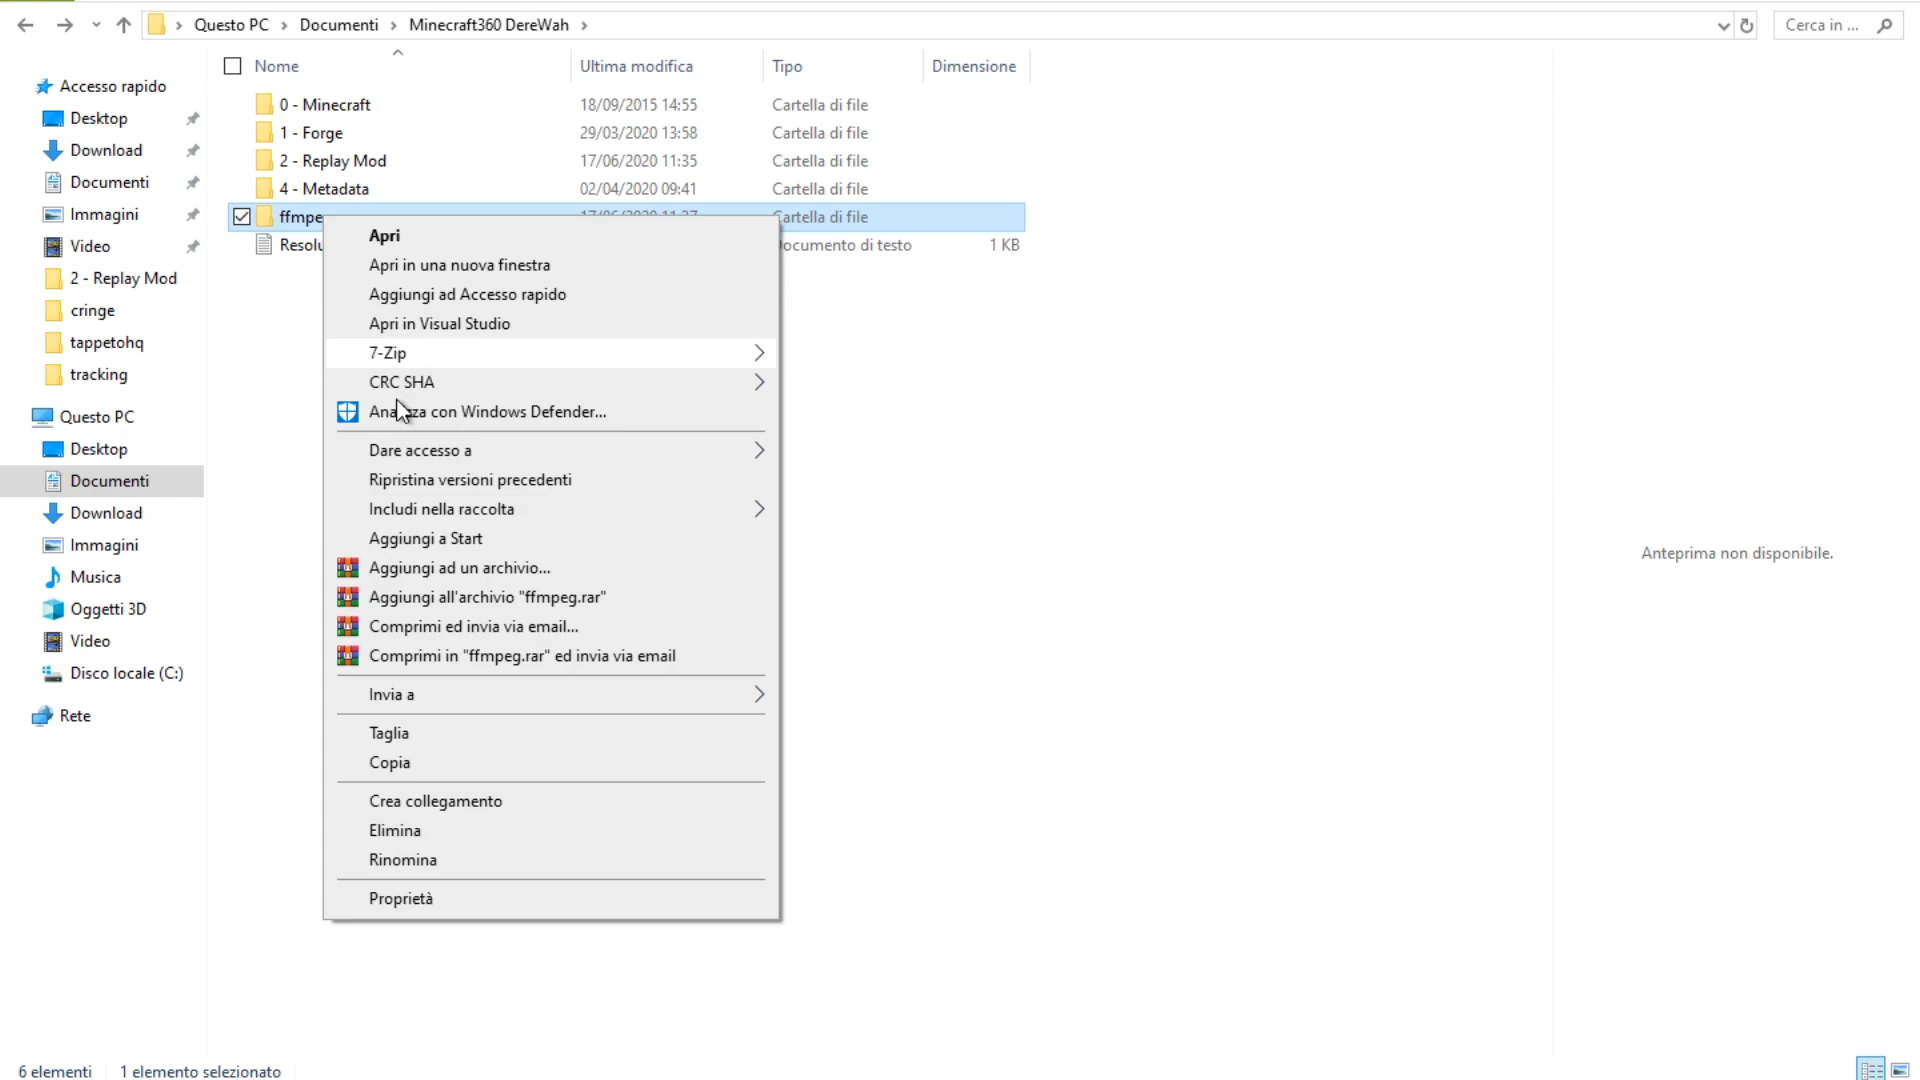 Questo PC > Documenti > Minecraft360 DereWah >
Cerca in ...
Nome Ultima modifica Tipo Dimensione
Accesso rapido
Desktop
Download
Documenti
Immagini
Video
2 - Replay Mod
cringe
tappetohq
tracking
Questo PC
Desktop
Documenti
Download
Immagini
Musica
Oggetti 3D
Video
Disco locale (C:)
Rete
0 - Minecraft 18/09/2015 14:55 Cartella di file
1 - Forge 29/03/2020 13:58 Cartella di file
2 - Replay Mod 17/06/2020 11:35 Cartella di file
4 - Metadata 02/04/2020 09:41 Cartella di file
ffmpe Cartella di file
Resolu ocumento di testo 1 KB
Apri
Apri in una nuova finestra
Aggiungi ad Accesso rapido
Apri in Visual Studio
7-Zip
CRC SHA
con Windows Defender...
Dare accesso a
Ripristina versioni precedenti
Includi nella raccolta
Aggiungi a Start
Aggiungi ad un archivio...
Aggiungi all'archivio "ffmpeg.rar"
Comprimi ed invia via email...
Comprimi in "ffmpeg.rar" ed invia via email
Invia a
Taglia
Copia
Crea collegamento
Elimina
Rinomina
Proprietà
Anteprima non disponibile.
6 elementi 1 elemento selezionato